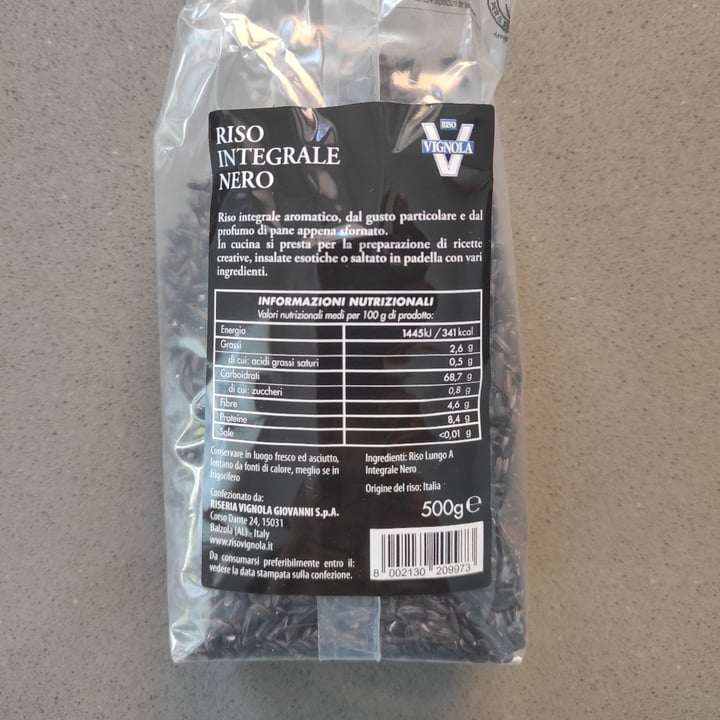 RISO
INTEGRALE
NERO
RISO
VIGNOLA
Riso integrale aromatico, dal gusto particolare e dal
profumo di pane appena sfornato.
In cucina si presta per la preparazione di ricette
creative, insalate esotiche o saltato in padella con vari
ingredienti.
INFORMAZIONI NUTRIZIONALI
Valori nutrizionali medi per 100 g di prodotto:
Energia 1445kJ / 341 kcal
Grassi 2,6 g
di cui: acidi grassi saturi 0,5 g
Carboidrati 68,7 g
di cui: zuccheri 0,8 g
Fibre 4,6 g
Proteine 8,4 g
Sale <0,01 g
Conservare in luogo fresco ed asciutto,
lontano da fonti di calore, meglio se in
frigorifero
Confezionato da:
RISERIA VIGNOLA GIOVANNI S.p.A.
Corso Dante 24, 15031
Balzola (AL) - Italy
www.risovignola.it
Da consumarsi preferibilmente entro il:
vedere la data stampata sulla confezione.
Ingredienti: Riso Lungo A
Integrale Nero
Origine del riso: Italia
500g e
8 002130 209973